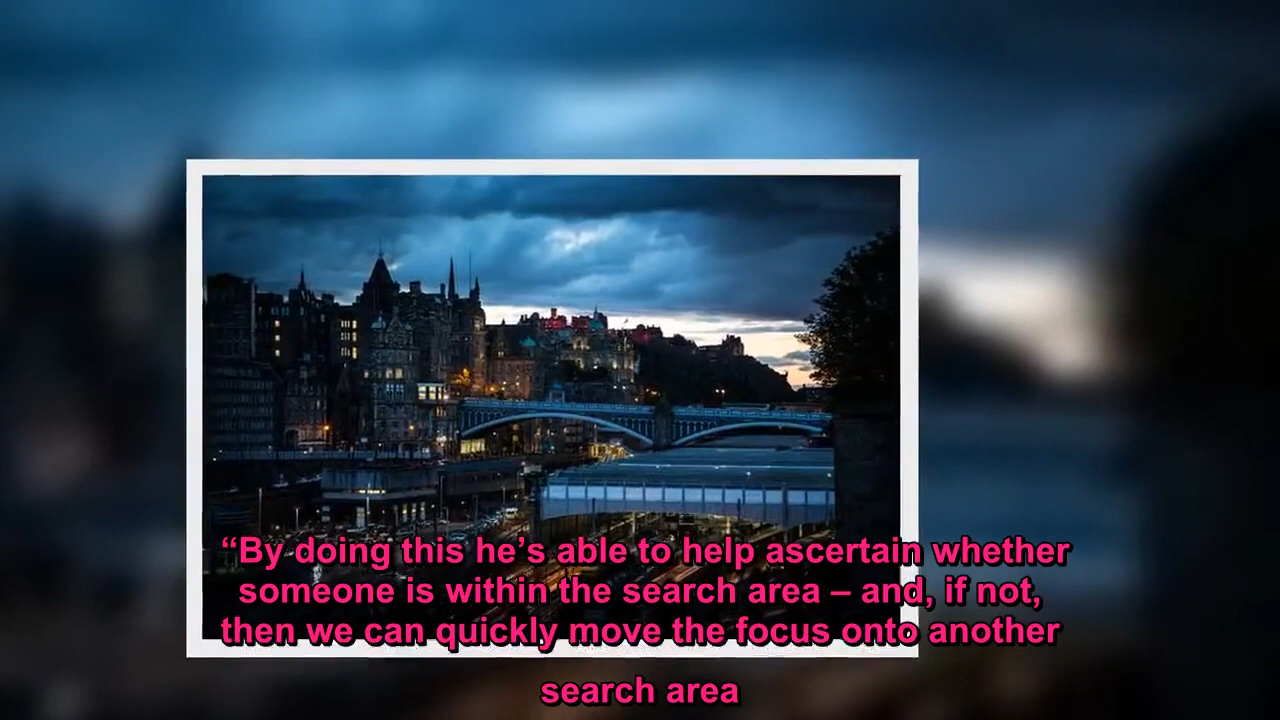 “By doing this he’s able to help ascertain whether
someone is within the search area – and, if not,
then we can quickly move the focus onto another
search area